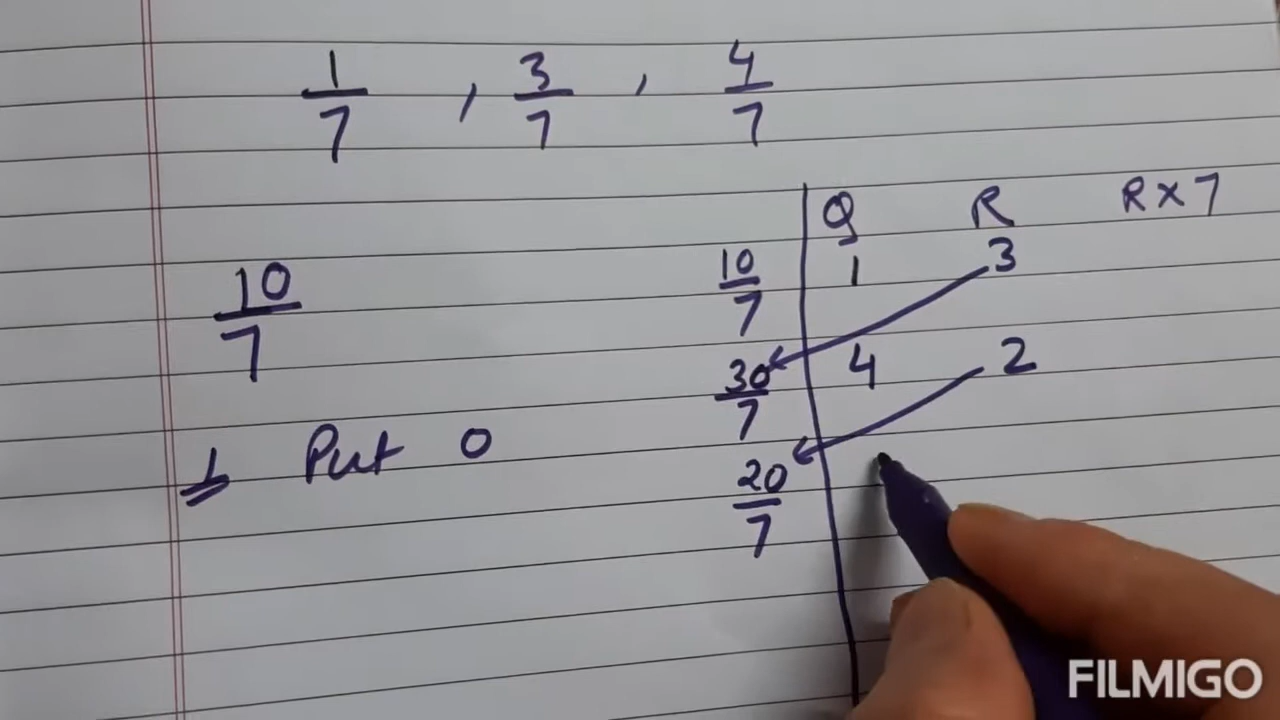 1/7 , 3/7 , 4/7
Q R R×7
10/7 1 3
10/7
30/7 4 2
1 Put 0
20/7
FILMIGO